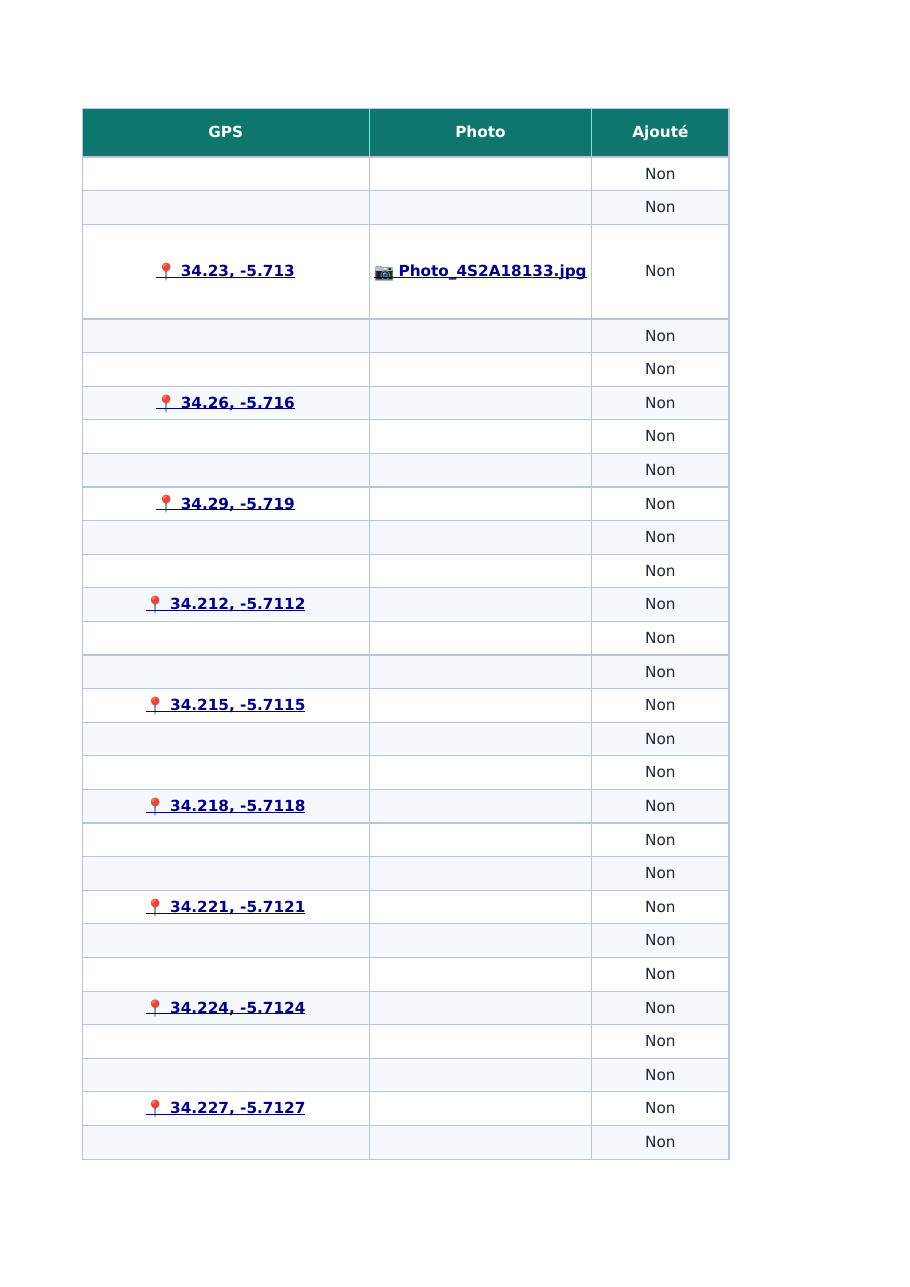 GPS Photo Ajouté
Non
Non
📍 34.23, -5.713 📷 Photo_4S2A18133.jpg Non
Non
Non
📍 34.26, -5.716 Non
Non
Non
📍 34.29, -5.719 Non
Non
Non
📍 34.212, -5.7112 Non
Non
Non
📍 34.215, -5.7115 Non
Non
Non
📍 34.218, -5.7118 Non
Non
Non
📍 34.221, -5.7121 Non
Non
Non
📍 34.224, -5.7124 Non
Non
Non
📍 34.227, -5.7127 Non
Non